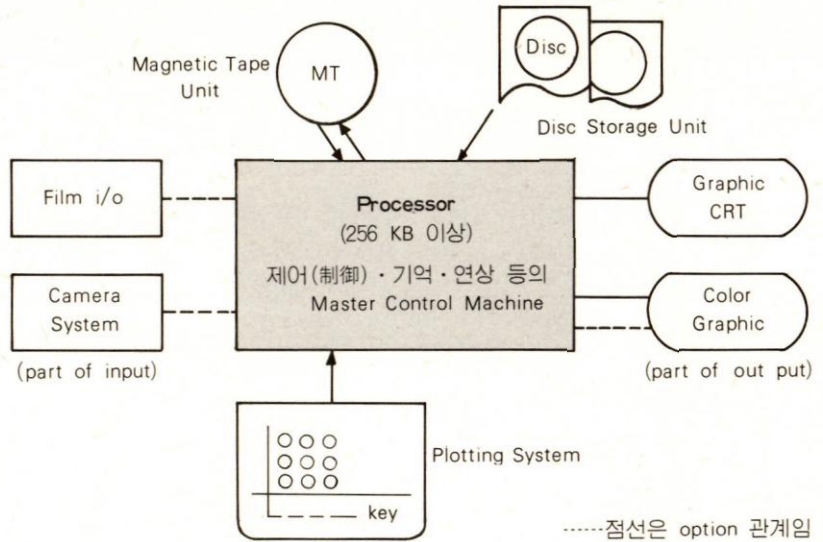 Magnetic Tape
Unit
MT
Disc
Disc Storage Unit
Film i/o
Processor
(256 KB 이상)
제어(制御)·기억·연상 등의
Master Control Machine
Graphic
CRT
Camera
System
(part of input)
Color
Graphic
(part of out put)
Plotting System
key
-----점선은 option 관계임